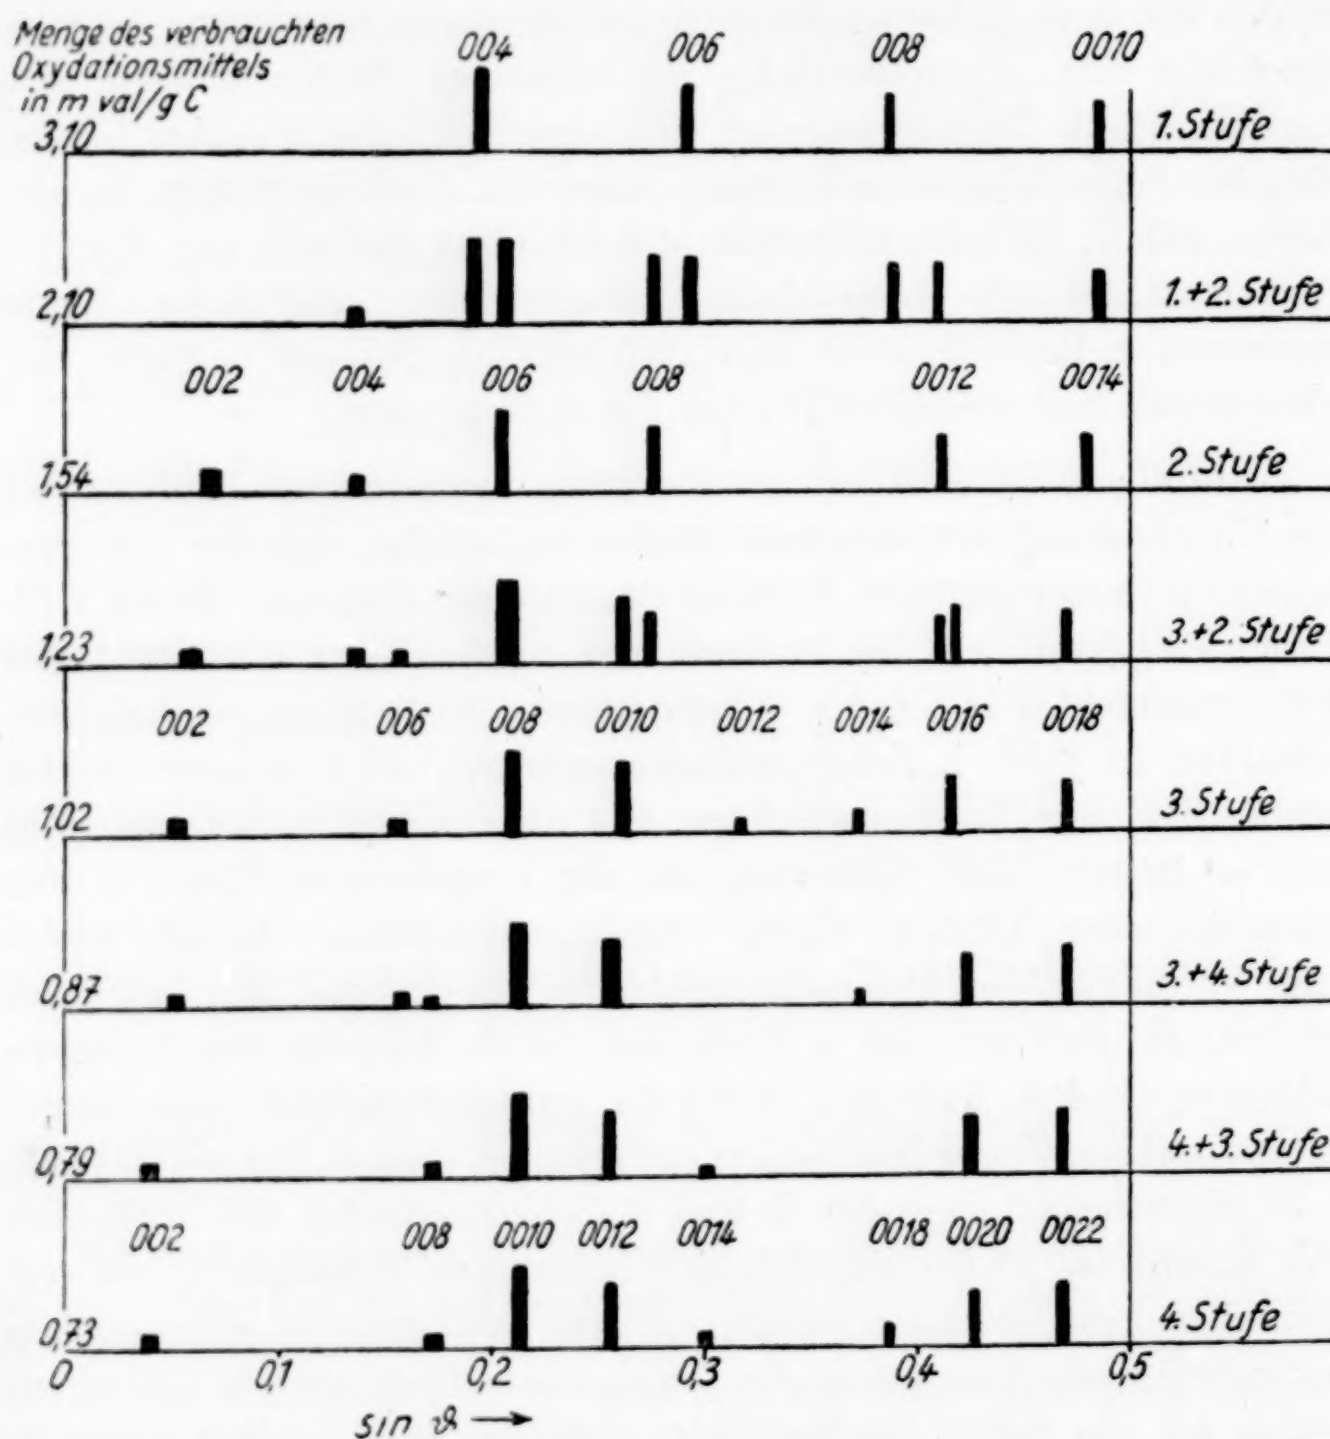 Menge des verbrauchten
Oxydationsmittels
in m val/g C
004 006 008 0010
3,10 1. Stufe
2,10 1.+2. Stufe
002 004 006 008 0012 0014
1,54 2. Stufe
1,23 3.+2. Stufe
002 006 008 0010 0012 0014 0016 0018
1,02 3. Stufe
0,87 3.+4. Stufe
0,79 4.+3. Stufe
002 008 0010 0012 0014 0018 0020 0022
0,73 4. Stufe
0 0,1 0,2 0,3 0,4 0,5
sin ϑ →